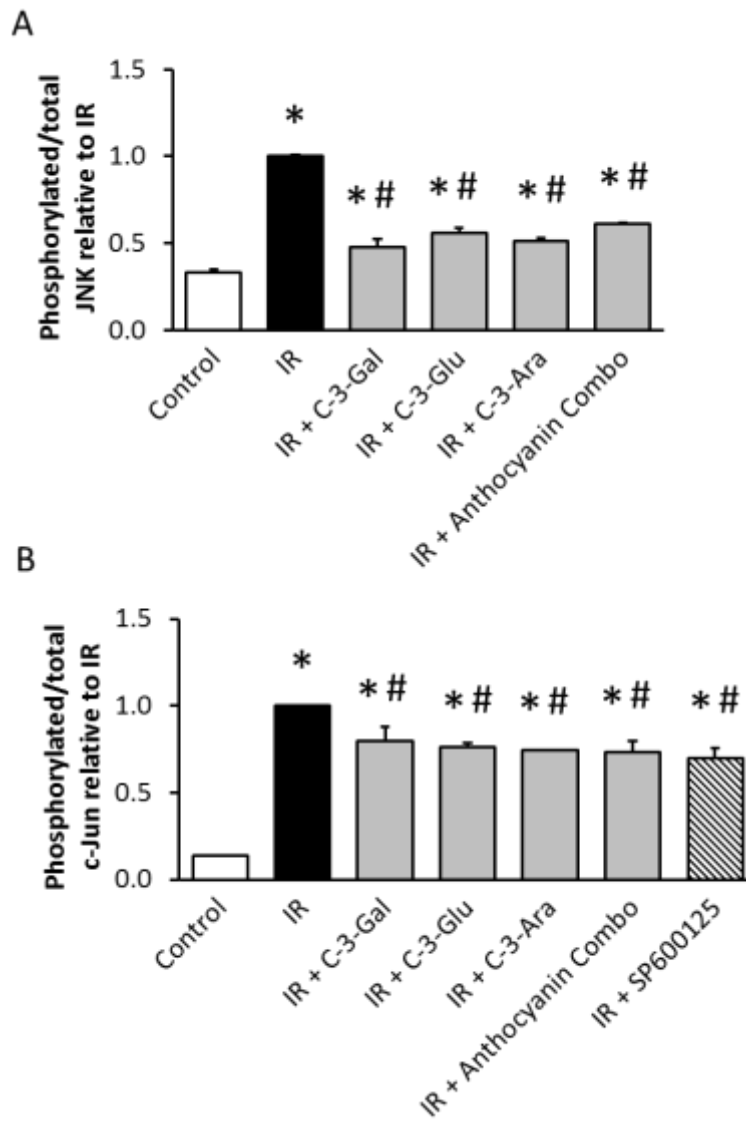 A
Phosphorylated/total
JNK relative to IR
1.5
1.0
0.5
0.0
*
* #
* #
* #
* #
Control
IR
IR + C-3-Gal
IR + C-3-Glu
IR + C-3-Ara
IR + Anthocyanin Combo
B
Phosphorylated/total
c-Jun relative to IR
1.5
1.0
0.5
0.0
*
* #
* #
* #
* #
* #
Control
IR
IR + C-3-Gal
IR + C-3-Glu
IR + C-3-Ara
IR + Anthocyanin Combo
IR + SP600125